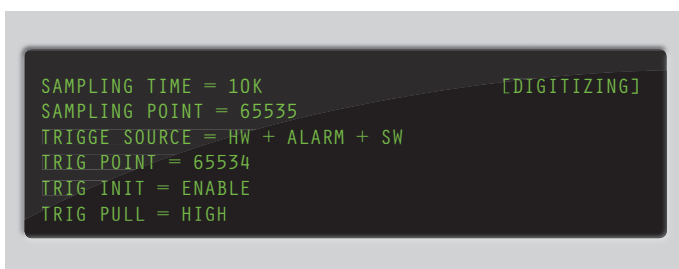 SAMPLING TIME = 10K [DIGITIZING]
SAMPLING POINT = 65535
TRIGGE SOURCE = HW + ALARM + SW
TRIG POINT = 65534
TRIG INIT = ENABLE
TRIG PULL = HIGH